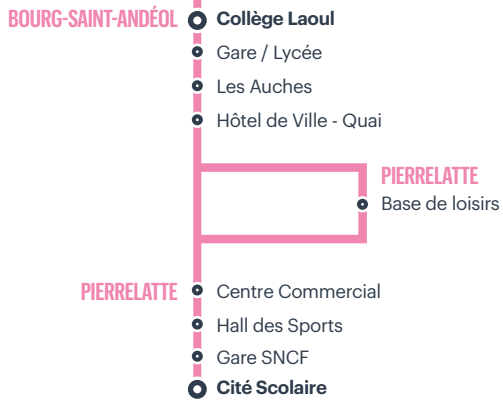 BOURG-SAINT-ANDÉOL Collège Laoul
Gare / Lycée
Les Auches
Hôtel de Ville - Quai
PIERRELATTE
Base de loisirs
PIERRELATTE Centre Commercial
Hall des Sports
Gare SNCF
Cité Scolaire